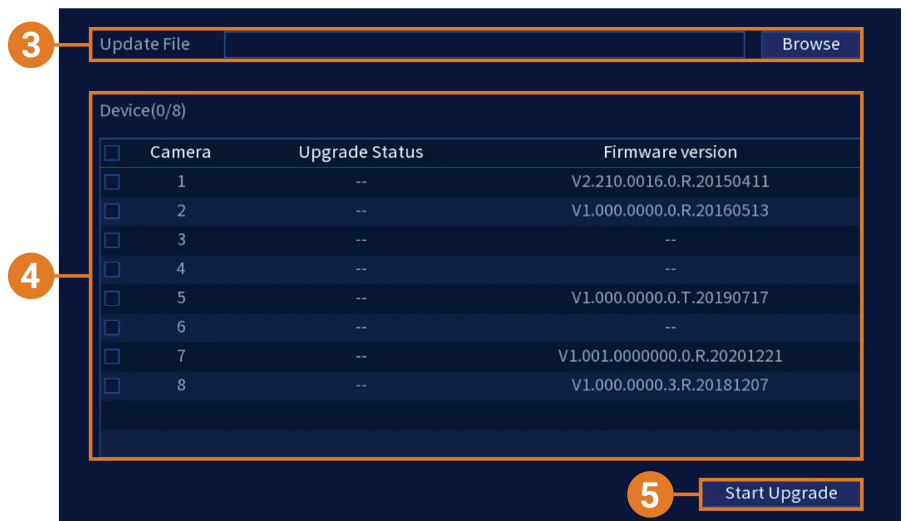 3 Update File Browse
Device(0/8)
Camera Upgrade Status Firmware version
1 -- V2.210.0016.0.R.20150411
2 -- V1.000.0000.0.R.20160513
3 -- --
4 4 -- --
5 -- V1.000.0000.0.T.20190717
6 -- --
7 -- V1.001.0000000.0.R.20201221
8 -- V1.000.0000.3.R.20181207
5 Start Upgrade